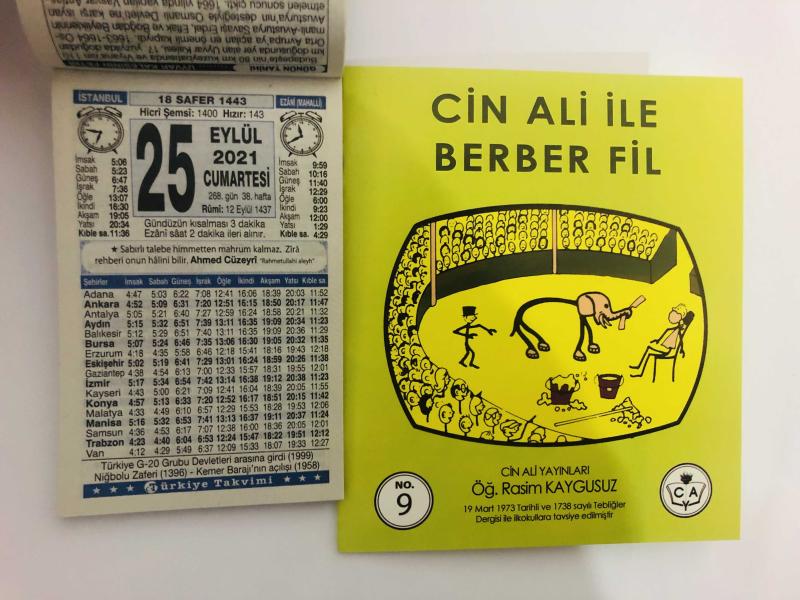 GÜNÜN TARİHİ
İSTANBUL
18 SAFER 1443
EZÂNÎ (MAHALLÎ)
Hicrî Şemsi: 1400 Hızır: 143
25
EYLÜL
2021
CUMARTESİ
268. gün 38. hafta
Rûmî: 12 Eylül 1437
İmsak 5:06
Sabah 5:23
Güneş 6:47
İşrak 7:36
Öğle 13:07
İkindi 16:30
Akşam 19:05
Yatsı 20:34
Kıble sa. 11:36
İmsak 9:59
Sabah 10:16
Güneş 11:40
İşrak 12:29
Öğle 6:00
İkindi 9:23
Akşam 12:00
Yatsı 1:29
Kıble sa. 4:29
Gündüzün kısalması 3 dakika
Ezânî sâat 2 dakika ileri alınır.
★ Sabırlı talebe himmetten mahrum kalmaz. Zîrâ
rehberi onun hâlini bilir. Ahmed Cüzeyrî "Rahmetullahi aleyh"
Şehirler İmsak Sabah Güneş İşrak Öğle İkindi Akşam Yatsı Kıble sa.
Adana 4:47 5:03 6:22 7:08 12:41 16:06 18:39 20:03 11:52
Ankara 4:52 5:09 6:31 7:20 12:51 16:15 18:50 20:17 11:47
Antalya 5:05 5:21 6:40 7:27 12:59 16:24 18:58 20:21 11:32
Aydın 5:15 5:32 6:51 7:39 13:11 16:35 19:09 20:34 11:23
Balıkesir 5:12 5:29 6:51 7:40 13:11 16:35 19:09 20:36 11:29
Bursa 5:07 5:24 6:46 7:35 13:06 16:30 19:05 20:32 11:35
Erzurum 4:18 4:35 5:58 6:46 12:18 15:41 18:16 19:43 12:18
Eskişehir 5:02 5:19 6:41 7:29 13:01 16:24 18:59 20:26 11:38
Gaziantep 4:38 4:54 6:13 7:00 12:33 15:57 18:31 19:55 12:01
İzmir 5:17 5:34 6:54 7:42 13:14 16:38 19:12 20:38 11:23
Kayseri 4:43 5:00 6:21 7:09 12:41 16:04 18:39 20:05 11:55
Konya 4:57 5:13 6:33 7:20 12:52 16:17 18:51 20:15 11:42
Malatya 4:33 4:49 6:10 6:57 12:29 15:53 18:28 19:53 12:06
Manisa 5:16 5:32 6:53 7:41 13:13 16:37 19:11 20:37 11:24
Samsun 4:36 4:53 6:17 7:07 12:38 16:00 18:36 20:05 12:01
Trabzon 4:23 4:40 6:04 6:53 12:24 15:47 18:22 19:51 12:12
Van 4:12 4:29 5:49 6:37 12:09 15:33 18:07 19:33 12:27
Türkiye G-20 Grubu Devletleri arasına girdi (1999)
Niğbolu Zaferi (1396) - Kemer Barajı'nın açılışı (1958)
Türkiye Takvimi
CİN ALİ İLE
BERBER FİL
NO.
9
CİN ALİ YAYINLARI
Öğ. Rasim KAYGUSUZ
19 Mart 1973 Tarihli ve 1738 sayılı Tebliğler
Dergisi ile ilkokullara tavsiye edilmiştir
C A
Y